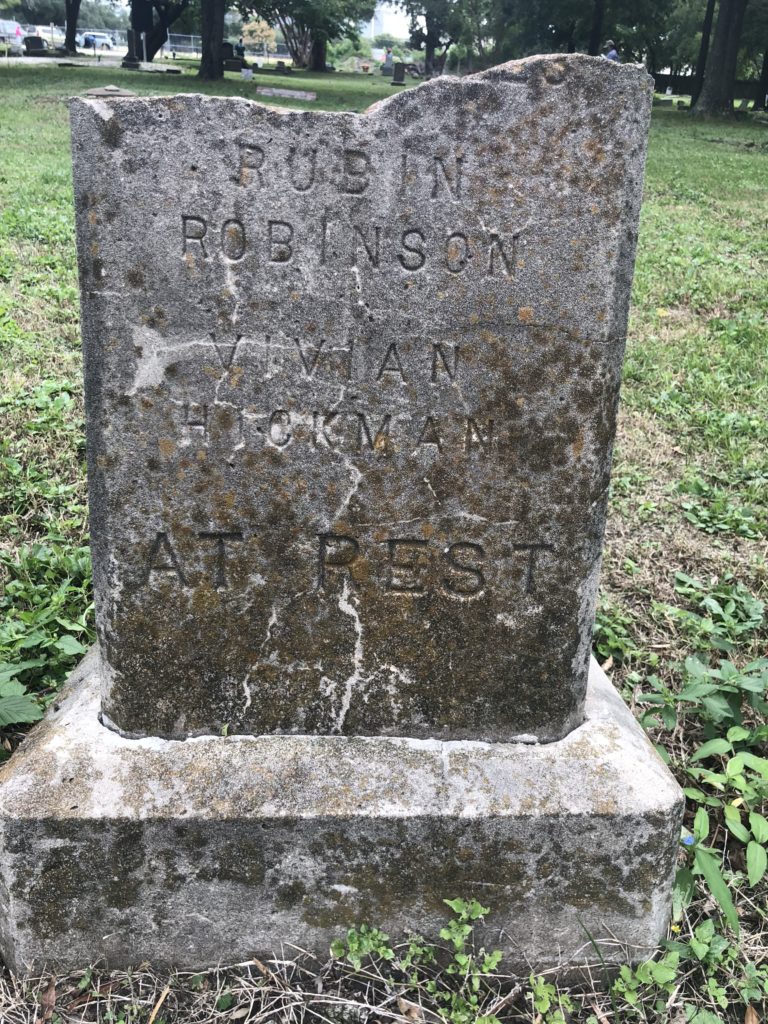 RUBIN
ROBINSON
VIVIAN
HICKMAN
AT REST